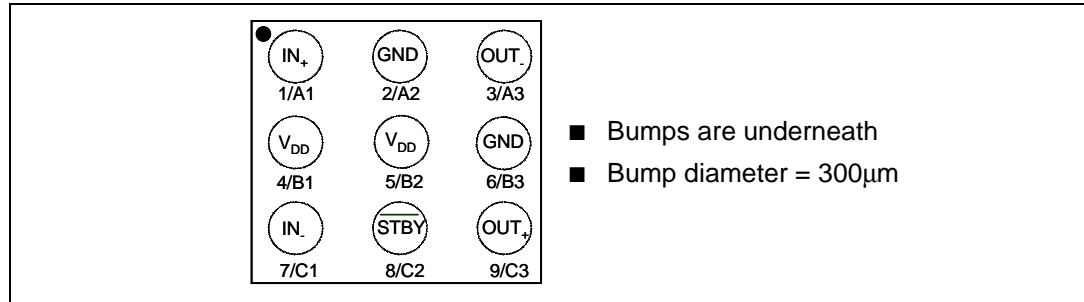 IN+ GND OUT-
1/A1 2/A2 3/A3
VDD VDD GND
4/B1 5/B2 6/B3
IN- STBY OUT+
7/C1 8/C2 9/C3
■ Bumps are underneath
■ Bump diameter = 300μm